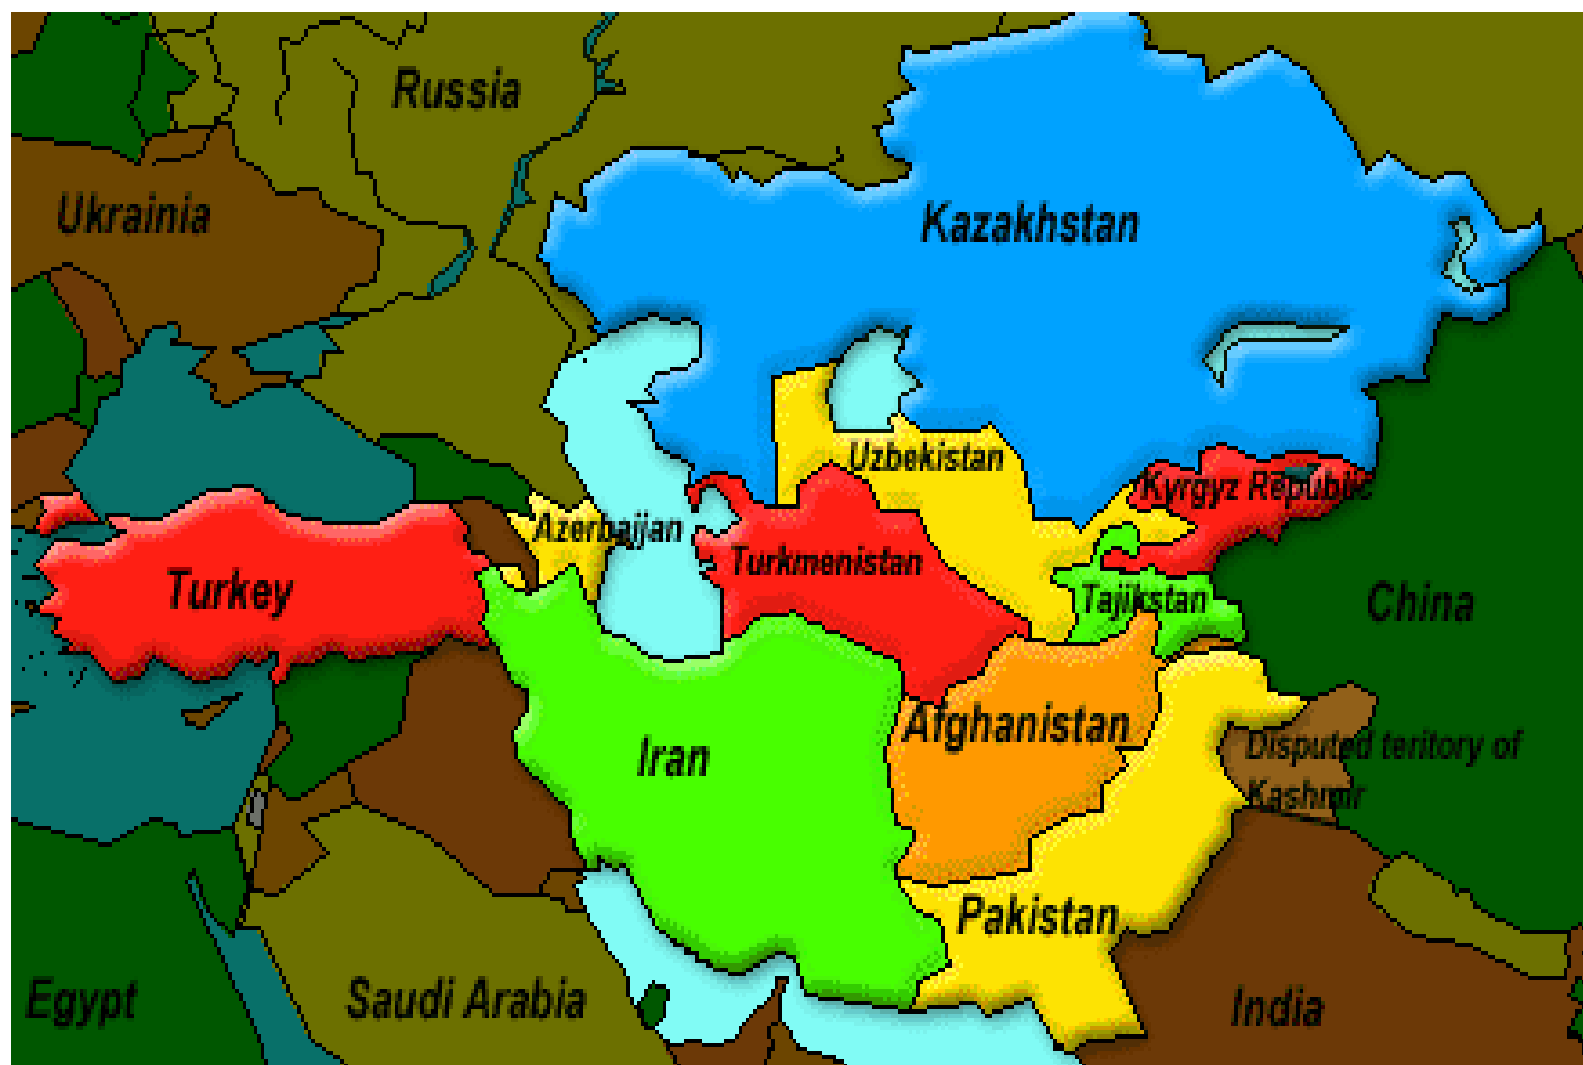 Russia
Ukrainia
Kazakhstan
Uzbekistan
Kyrgyz Republic
Azerbaijan
Turkmenistan
Turkey
Tajikstan
China
Afghanistan
Iran
Disputed teritory of
Kashmir
Pakistan
Egypt
Saudi Arabia
India